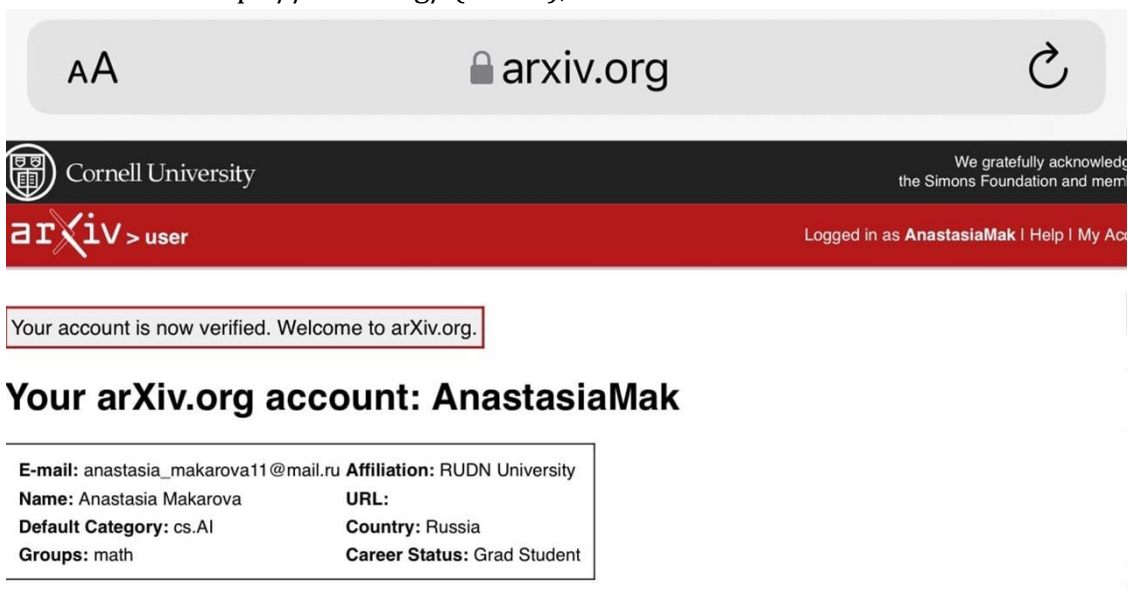 AA arxiv.org
Cornell University
We gratefully acknowledg
the Simons Foundation and mem
arXiv > user
Logged in as AnastasiaMak | Help | My Acc
Your account is now verified. Welcome to arXiv.org.
Your arXiv.org account: AnastasiaMak
E-mail: anastasia_makarova11@mail.ru Affiliation: RUDN University
Name: Anastasia Makarova URL:
Default Category: cs.AI Country: Russia
Groups: math Career Status: Grad Student